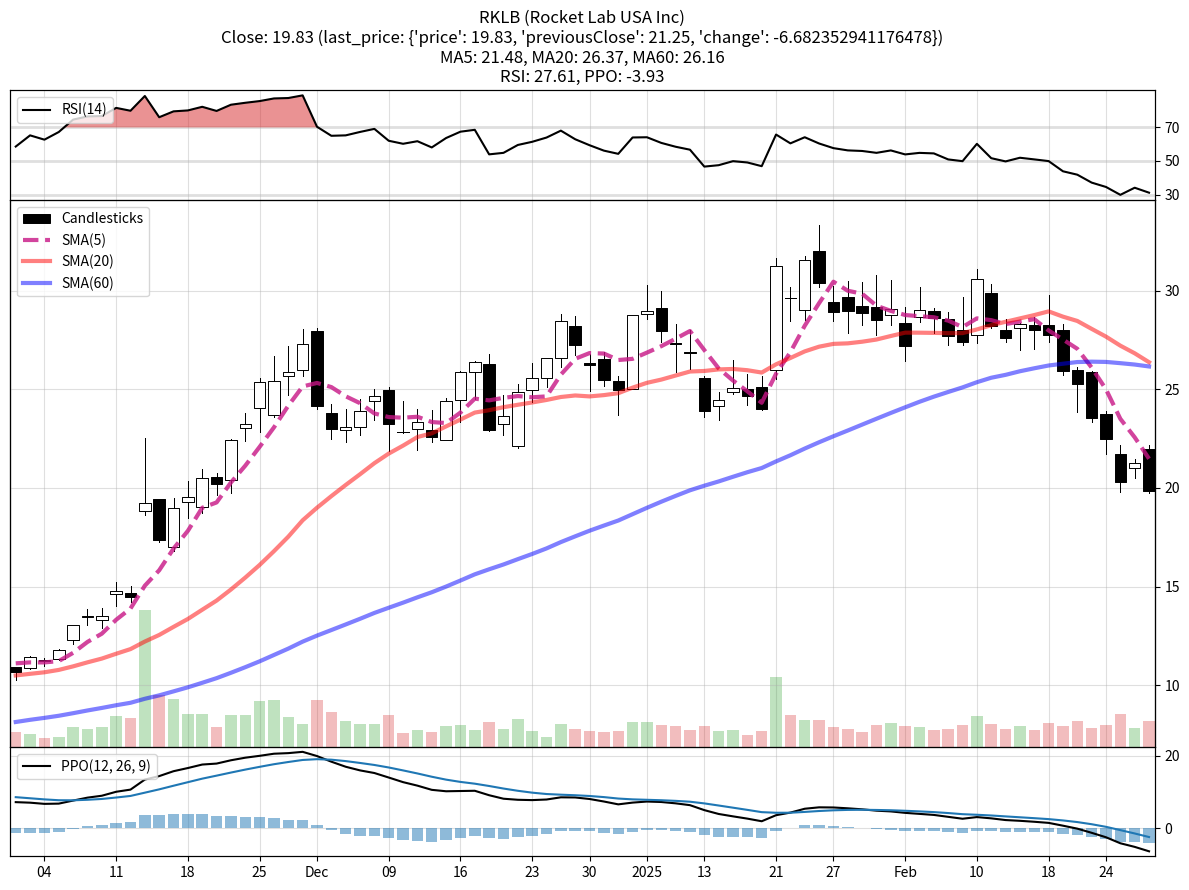 RKLB (Rocket Lab USA Inc)
Close: 19.83 (last_price: {'price': 19.83, 'previousClose': 21.25, 'change': -6.682352941176478})
MA5: 21.48, MA20: 26.37, MA60: 26.16
RSI: 27.61, PPO: -3.93
RSI(14)
70
50
30
Candlesticks
SMA(5)
SMA(20)
SMA(60)
30
25
20
15
10
PPO(12, 26, 9)
20
0
04 11 18 25 Dec 09 16 23 30 2025 13 21 27 Feb 10 18 24